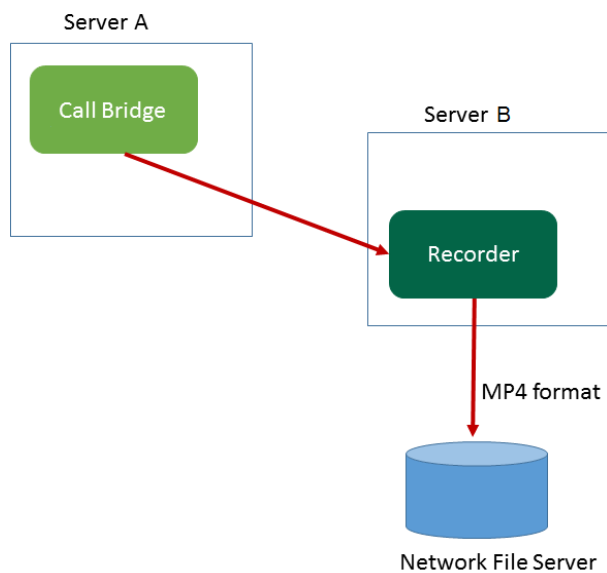 Server A
Call Bridge
Server B
Recorder
MP4 format
Network File Server